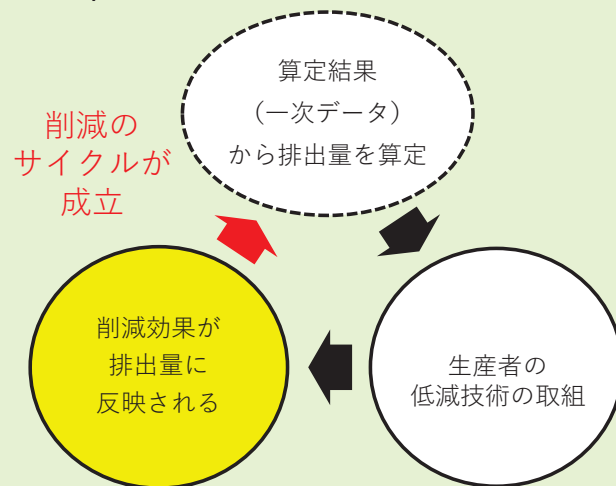 算定結果
（一次データ）
から排出量を算定
削減の
サイクルが
成立
削減効果が
排出量に
反映される
生産者の
低減技術の取組